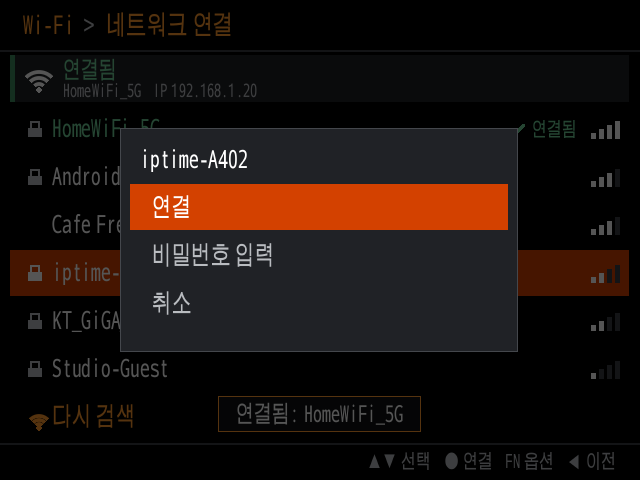 Wi-Fi > 네트워크 연결
연결됨
HomeWiFi_5G IP 192.168.1.20
HomeWiFi_5G ✔ 연결됨
Android
Cafe Fre
iptime-
KT_GiGA
Studio-Guest
iptime-A402
연결
비밀번호 입력
취소
다시 검색
연결됨: HomeWiFi_5G
▲▼ 선택 ● 연결 FN 옵션 ◀ 이전